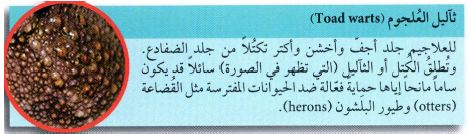 ثآليل العُلجوم (Toad warts)
للعلاجيم جلد أجفّ وأخشن وأكتر تكتُلاً من جلد الضفادع.
وتُطلقُ الكُتل أو الثآليل (التي تظهر في الصورة) سائلاً قد يكون
ساماً مانحاً إياها حمايةً فعّالة ضد الحيوانات المفترسة مثل القُضاعة
(otters) وطيور البلشون (herons).